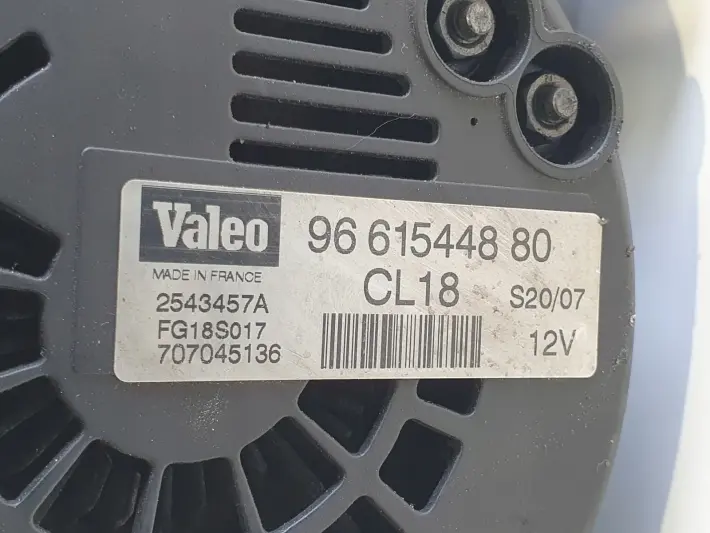 Valeo
MADE IN FRANCE
2543457A
FG18S017
707045136
96 615448 80
CL18
S20/07
12V